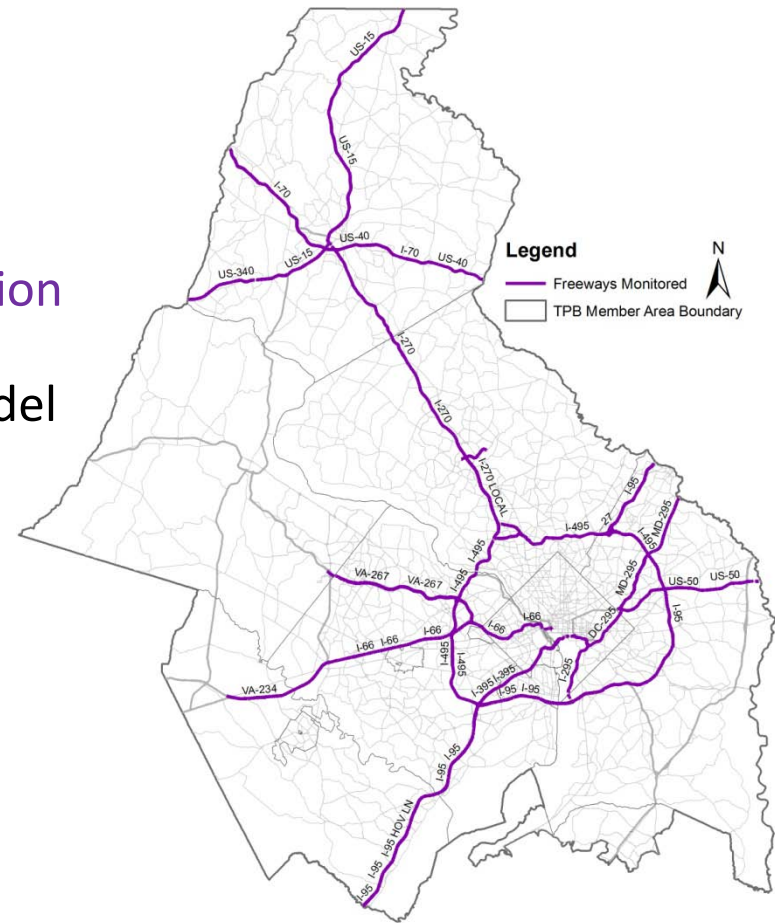 US-15
US-15
I-70
US-40
I-70
US-40
US-15
US-340
Legend
N
Freeways Monitored
TPB Member Area Boundary
ion
del
I-270
I-270
I-270 LOCAL
I-95
27
I-495
I-495
MD-295
I-495
I-495
VA-267
VA-267
MD-295
US-50
US-50
I-66
I-66
I-66
I-66
I-66
DC-295
I-95
I-495
I-495
I-295
VA-234
I-395
I-395
I-95
I-95
I-95
I-95
I-95 HOV LN
I-95
I-95